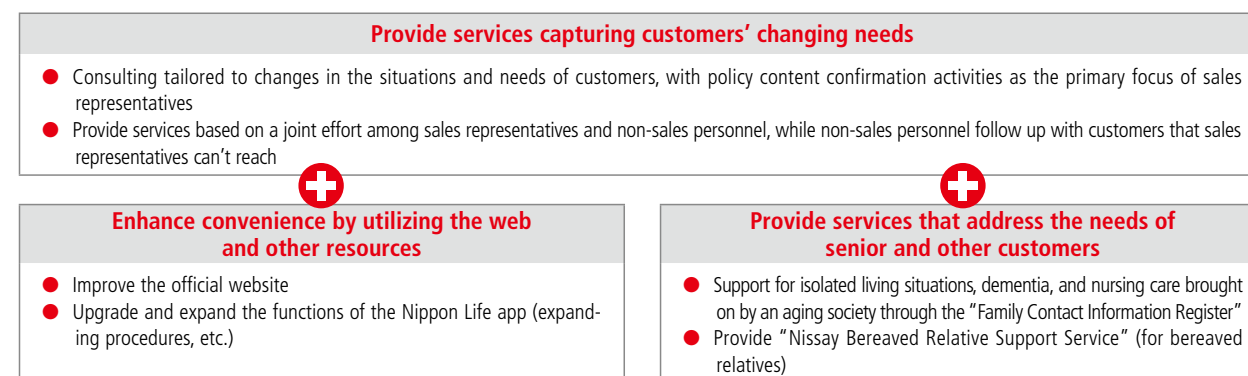 Provide services capturing customers’ changing needs
● Consulting tailored to changes in the situations and needs of customers, with policy content confirmation activities as the primary focus of sales
representatives
● Provide services based on a joint effort among sales representatives and non-sales personnel, while non-sales personnel follow up with customers that sales
representatives can’t reach
Enhance convenience by utilizing the web
and other resources
● Improve the official website
● Upgrade and expand the functions of the Nippon Life app (expand-
ing procedures, etc.)
Provide services that address the needs of
senior and other customers
● Support for isolated living situations, dementia, and nursing care brought
on by an aging society through the “Family Contact Information Register”
● Provide “Nissay Bereaved Relative Support Service” (for bereaved
relatives)